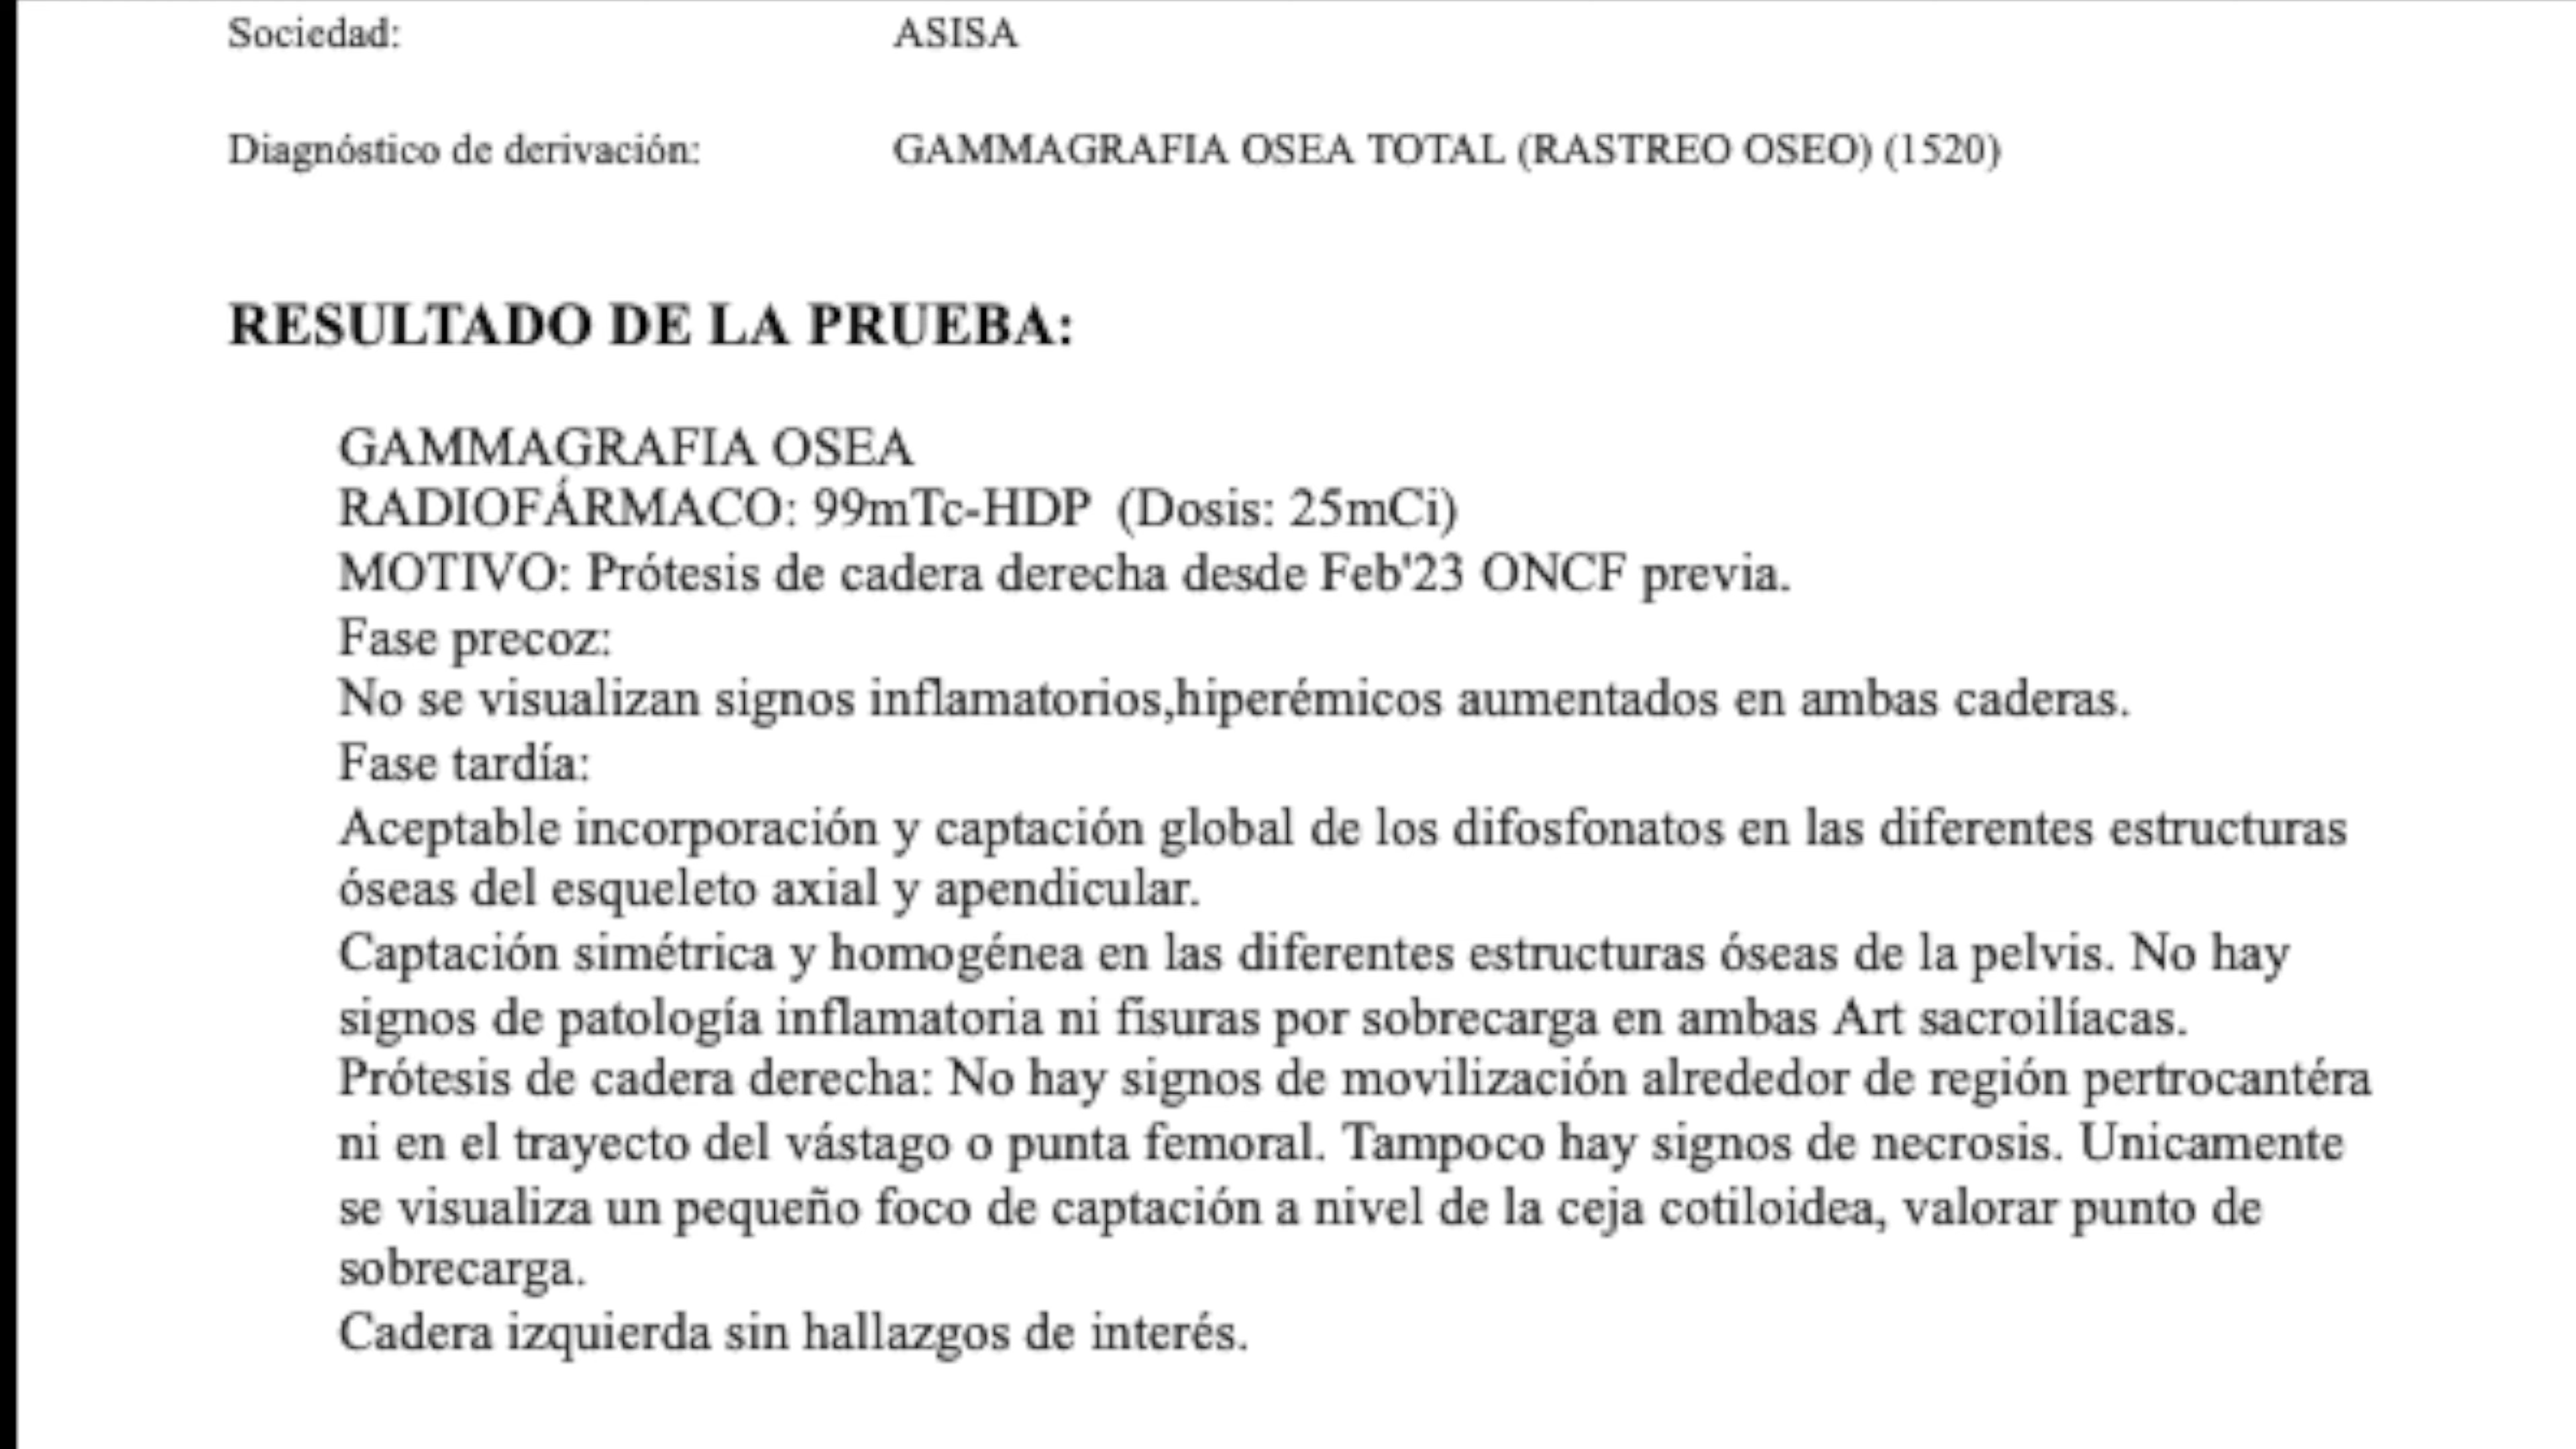 Sociedad: ASISA
Diagnóstico de derivación: GAMMAGRAFIA OSEA TOTAL (RASTREO OSEO) (1520)
RESULTADO DE LA PRUEBA:
GAMMAGRAFIA OSEA
RADIOFÁRMACO: 99mTc-HDP (Dosis: 25mCi)
MOTIVO: Prótesis de cadera derecha desde Feb'23 ONCF previa.
Fase precoz:
No se visualizan signos inflamatorios,hiperémicos aumentados en ambas caderas.
Fase tardía:
Aceptable incorporación y captación global de los difosfonatos en las diferentes estructuras
óseas del esqueleto axial y apendicular.
Captación simétrica y homogénea en las diferentes estructuras óseas de la pelvis. No hay
signos de patología inflamatoria ni fisuras por sobrecarga en ambas Art sacroilíacas.
Prótesis de cadera derecha: No hay signos de movilización alrededor de región pertrocantéra
ni en el trayecto del vástago o punta femoral. Tampoco hay signos de necrosis. Unicamente
se visualiza un pequeño foco de captación a nivel de la ceja cotiloidea, valorar punto de
sobrecarga.
Cadera izquierda sin hallazgos de interés.